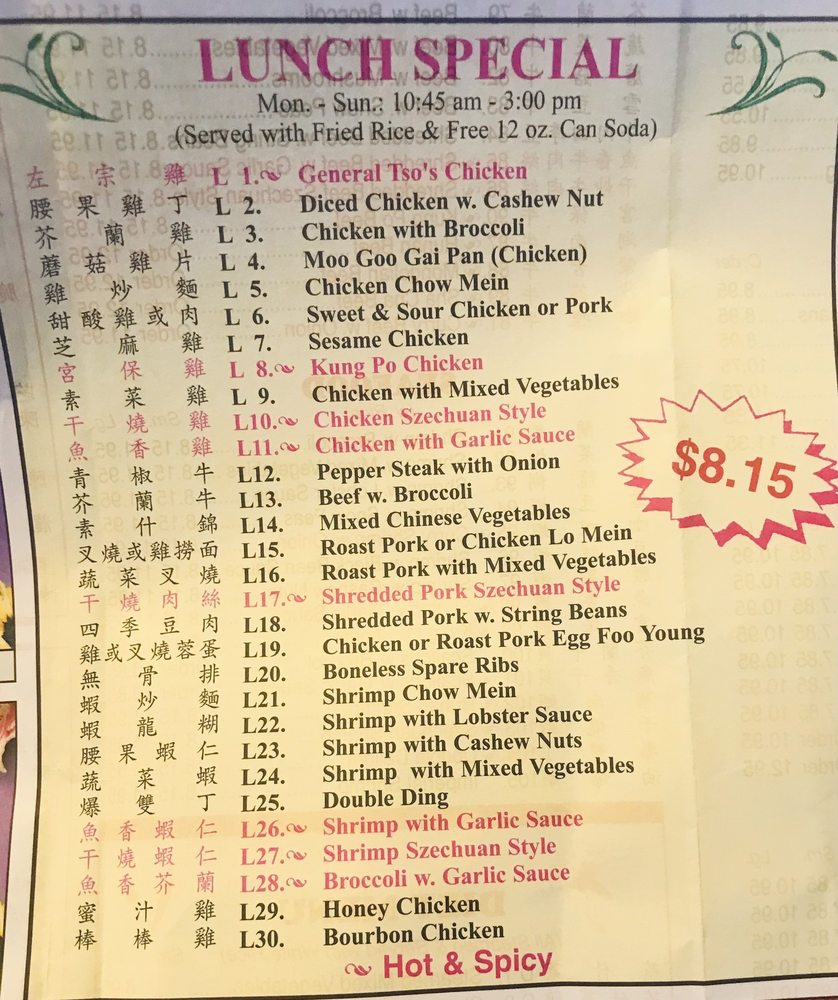 LUNCH SPECIAL
Mon. - Sun.: 10:45 am - 3:00 pm
(Served with Fried Rice & Free 12 oz. Can Soda)
左宗雞 L 1. General Tso's Chicken
腰果雞丁 L 2. Diced Chicken w. Cashew Nut
芥蘭雞 L 3. Chicken with Broccoli
蘑菇雞片 L 4. Moo Goo Gai Pan (Chicken)
雞炒麵 L 5. Chicken Chow Mein
甜酸雞或肉 L 6. Sweet & Sour Chicken or Pork
芝麻雞 L 7. Sesame Chicken
宮保雞 L 8. Kung Po Chicken
素菜雞 L 9. Chicken with Mixed Vegetables
干燒雞 L10. Chicken Szechuan Style
魚香雞 L11. Chicken with Garlic Sauce
青椒牛 L12. Pepper Steak with Onion
芥蘭牛 L13. Beef w. Broccoli
素什錦 L14. Mixed Chinese Vegetables
叉燒或雞撈面 L15. Roast Pork or Chicken Lo Mein
蔬菜叉燒 L16. Roast Pork with Mixed Vegetables
干燒肉絲 L17. Shredded Pork Szechuan Style
四季豆肉 L18. Shredded Pork w. String Beans
雞或叉燒蓉蛋 L19. Chicken or Roast Pork Egg Foo Young
無骨排 L20. Boneless Spare Ribs
蝦炒麵 L21. Shrimp Chow Mein
蝦龍糊 L22. Shrimp with Lobster Sauce
腰果蝦仁 L23. Shrimp with Cashew Nuts
蔬菜蝦 L24. Shrimp with Mixed Vegetables
爆雙丁 L25. Double Ding
魚香蝦仁 L26. Shrimp with Garlic Sauce
干燒蝦仁 L27. Shrimp Szechuan Style
魚香芥蘭 L28. Broccoli w. Garlic Sauce
蜜汁雞 L29. Honey Chicken
棒棒雞 L30. Bourbon Chicken
Hot & Spicy
$8.15